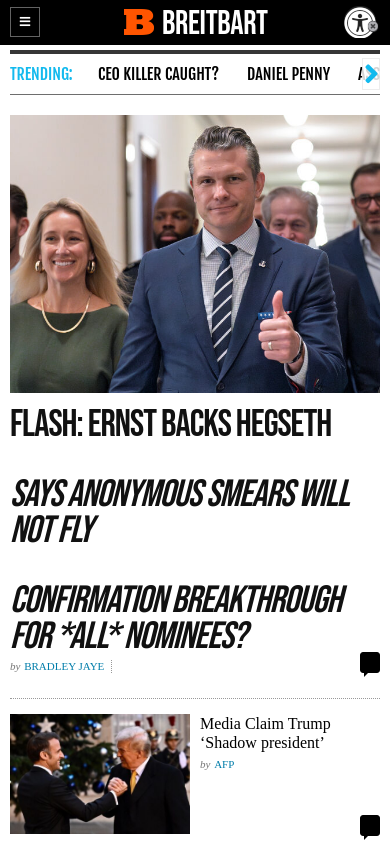 BREITBART
TRENDING:
CEO KILLER CAUGHT?
DANIEL PENNY
FLASH: ERNST BACKS HEGSETH
SAYS ANONYMOUS SMEARS WILL
NOT FLY
CONFIRMATION BREAKTHROUGH
FOR *ALL* NOMINEES?
by BRADLEY JAYE
Media Claim Trump
‘Shadow president’
by AFP